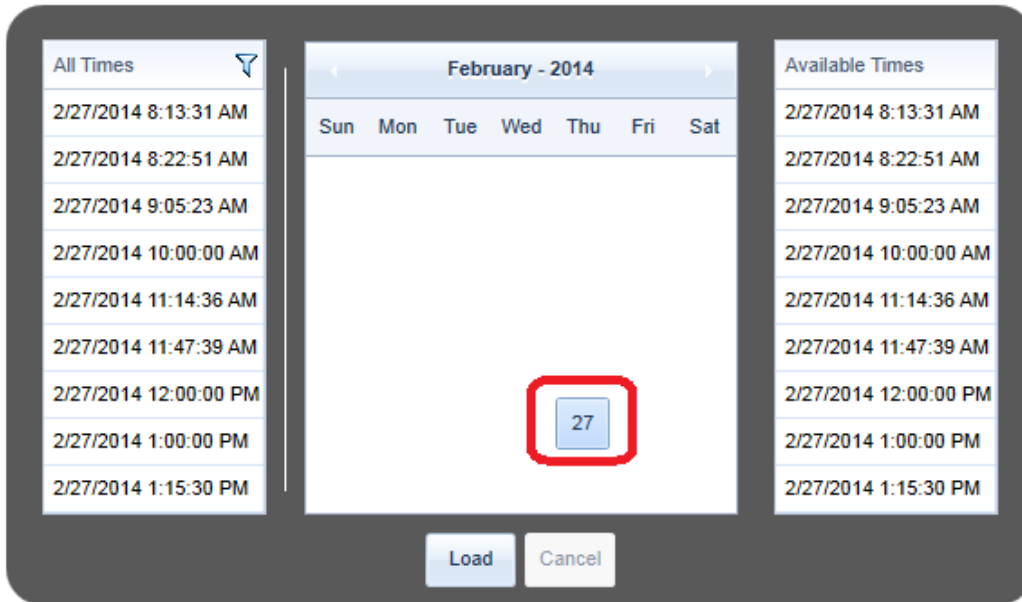 All Times
2/27/2014 8:13:31 AM
2/27/2014 8:22:51 AM
2/27/2014 9:05:23 AM
2/27/2014 10:00:00 AM
2/27/2014 11:14:36 AM
2/27/2014 11:47:39 AM
2/27/2014 12:00:00 PM
2/27/2014 1:00:00 PM
2/27/2014 1:15:30 PM
February - 2014
Sun Mon Tue Wed Thu Fri Sat
27
Available Times
2/27/2014 8:13:31 AM
2/27/2014 8:22:51 AM
2/27/2014 9:05:23 AM
2/27/2014 10:00:00 AM
2/27/2014 11:14:36 AM
2/27/2014 11:47:39 AM
2/27/2014 12:00:00 PM
2/27/2014 1:00:00 PM
2/27/2014 1:15:30 PM
Load Cancel